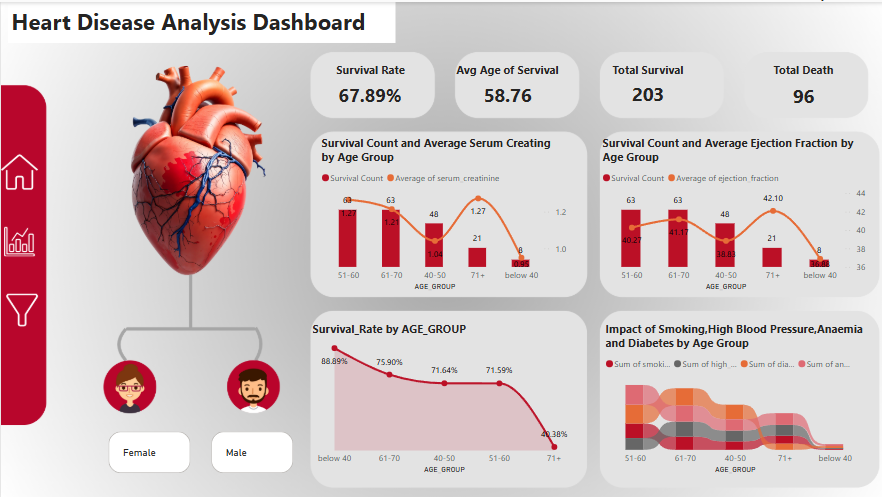 Heart Disease Analysis Dashboard
Survival Rate
67.89%
Avg Age of Servival
58.76
Total Survival
203
Total Death
96
Survival Count and Average Serum Creating
by Age Group
Survival Count Average of serum_creatinine
63 48 21 8
1.27 1.21 1.04 1.27 0.95
1.2
1.0
51-60 61-70 40-50 71+ below 40
AGE_GROUP
Survival Count and Average Ejection Fraction by
Age Group
Survival Count Average of ejection_fraction
63 63 48 21 8
40.27 41.17 38.83 42.10
44
42
40
38
36
51-60 61-70 40-50 71+ below 40
AGE_GROUP
Survival_Rate by AGE_GROUP
88.89% 75.90% 71.64% 71.59% 40.38%
below 40 61-70 40-50 51-60 71+
AGE_GROUP
Impact of Smoking,High Blood Pressure,Anaemia
and Diabetes by Age Group
Sum of smoki... Sum of high_... Sum of dia... Sum of an...
51-60 61-70 40-50 71+ below 40
AGE_GROUP
Female
Male